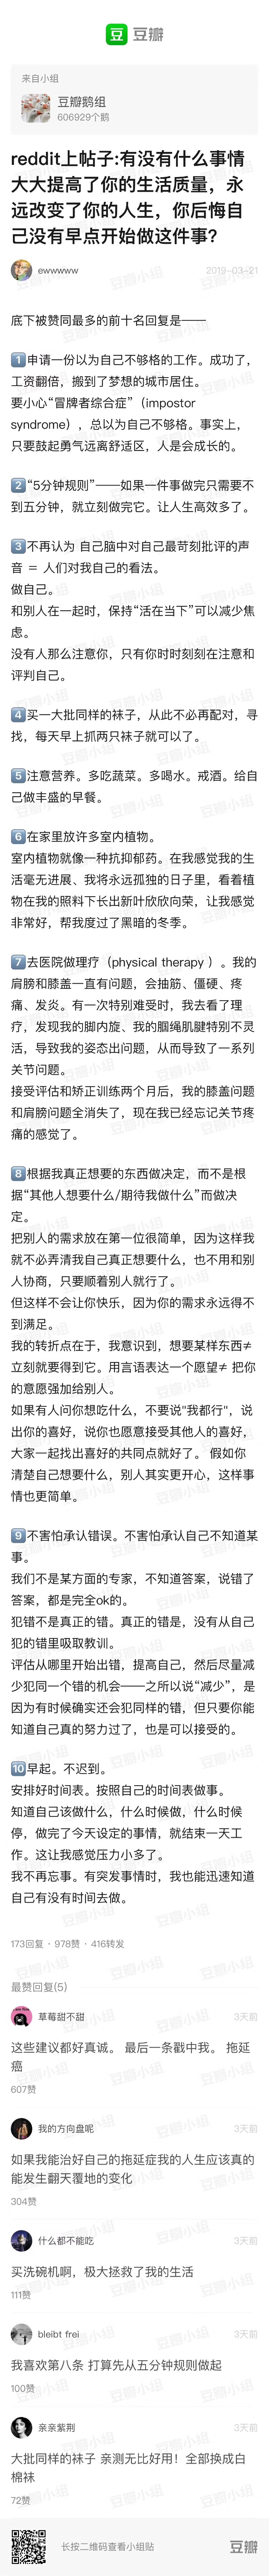 豆 豆瓣
来自小组
豆瓣鹅组
606929个鹅
reddit上帖子:有没有什么事情
大大提高了你的生活质量，永
远改变了你的人生，你后悔自
己没有早点开始做这件事?
ewwwww 2019-03-21
底下被赞同最多的前十名回复是——
1️⃣申请一份以为自己不够格的工作。成功了，
工资翻倍，搬到了梦想的城市居住。
要小心“冒牌者综合症”（impostor
syndrome），总以为自己不够格。事实上，
只要鼓起勇气远离舒适区，人是会成长的。
2️⃣“5分钟规则”——如果一件事做完只需要不
到五分钟，就立刻做完它。让人生高效多了。
3️⃣不再认为 自己脑中对自己最苛刻批评的声
音 ＝ 人们对我自己的看法。
做自己。
和别人在一起时，保持“活在当下”可以减少焦
虑。
没有人那么注意你，只有你时时刻刻在注意和
评判自己。
4️⃣买一大批同样的袜子，从此不必再配对，寻
找，每天早上抓两只袜子就可以了。
5️⃣注意营养。多吃蔬菜。多喝水。戒酒。给自
己做丰盛的早餐。
6️⃣在家里放许多室内植物。
室内植物就像一种抗抑郁药。在我感觉我的生
活毫无进展、我将永远孤独的日子里，看着植
物在我的照料下长出新叶欣欣向荣，让我感觉
非常好，帮我度过了黑暗的冬季。
7️⃣去医院做理疗（physical therapy ）。我的
肩膀和膝盖一直有问题，会抽筋、僵硬、疼
痛、发炎。有一次特别难受时，我去看了理
疗，发现我的脚内旋、我的腘绳肌腱特别不灵
活，导致我的姿态出问题，从而导致了一系列
关节问题。
接受评估和矫正训练两个月后，我的膝盖问题
和肩膀问题全消失了，现在我已经忘记关节疼
痛的感觉了。
8️⃣根据我真正想要的东西做决定，而不是根
据“其他人想要什么/期待我做什么”而做决
定。
把别人的需求放在第一位很简单，因为这样我
就不必弄清我自己真正想要什么，也不用和别
人协商，只要顺着别人就行了。
但这样不会让你快乐，因为你的需求永远得不
到满足。
我的转折点在于，我意识到，想要某样东西≠
立刻就要得到它。用言语表达一个愿望≠ 把你
的意愿强加给别人。
如果有人问你想吃什么，不要说"我都行"，说
出你的喜好，说你也愿意接受其他人的喜好，
大家一起找出喜好的共同点就好了。 假如你
清楚自己想要什么，别人其实更开心，这样事
情也更简单。
9️⃣不害怕承认错误。不害怕承认自己不知道某
事。
我们不是某方面的专家，不知道答案，说错了
答案，都是完全ok的。
犯错不是真正的错。真正的错是，没有从自己
犯的错里吸取教训。
评估从哪里开始出错，提高自己，然后尽量减
少犯同一个错的机会——之所以说“减少”，是
因为有时候确实还会犯同样的错，但只要你能
知道自己真的努力过了，也是可以接受的。
🔟早起。不迟到。
安排好时间表。按照自己的时间表做事。
知道自己该做什么，什么时候做，什么时候
停，做完了今天设定的事情，就结束一天工
作。这让我感觉压力小多了。
我不再忘事。有突发事情时，我也能迅速知道
自己有没有时间去做。
173回复 · 978赞 · 416转发
最赞回复(5)
草莓甜不甜 3天前
这些建议都好真诚。 最后一条戳中我。 拖延
癌
607赞
我的方向盘呢 3天前
如果我能治好自己的拖延症我的人生应该真的
能发生翻天覆地的变化
304赞
什么都不能吃 3天前
买洗碗机啊，极大拯救了我的生活
111赞
bleibt frei 3天前
我喜欢第八条 打算先从五分钟规则做起
100赞
亲亲紫荆 3天前
大批同样的袜子 亲测无比好用！全部换成白
棉袜
72赞
长按二维码查看小组贴 豆瓣